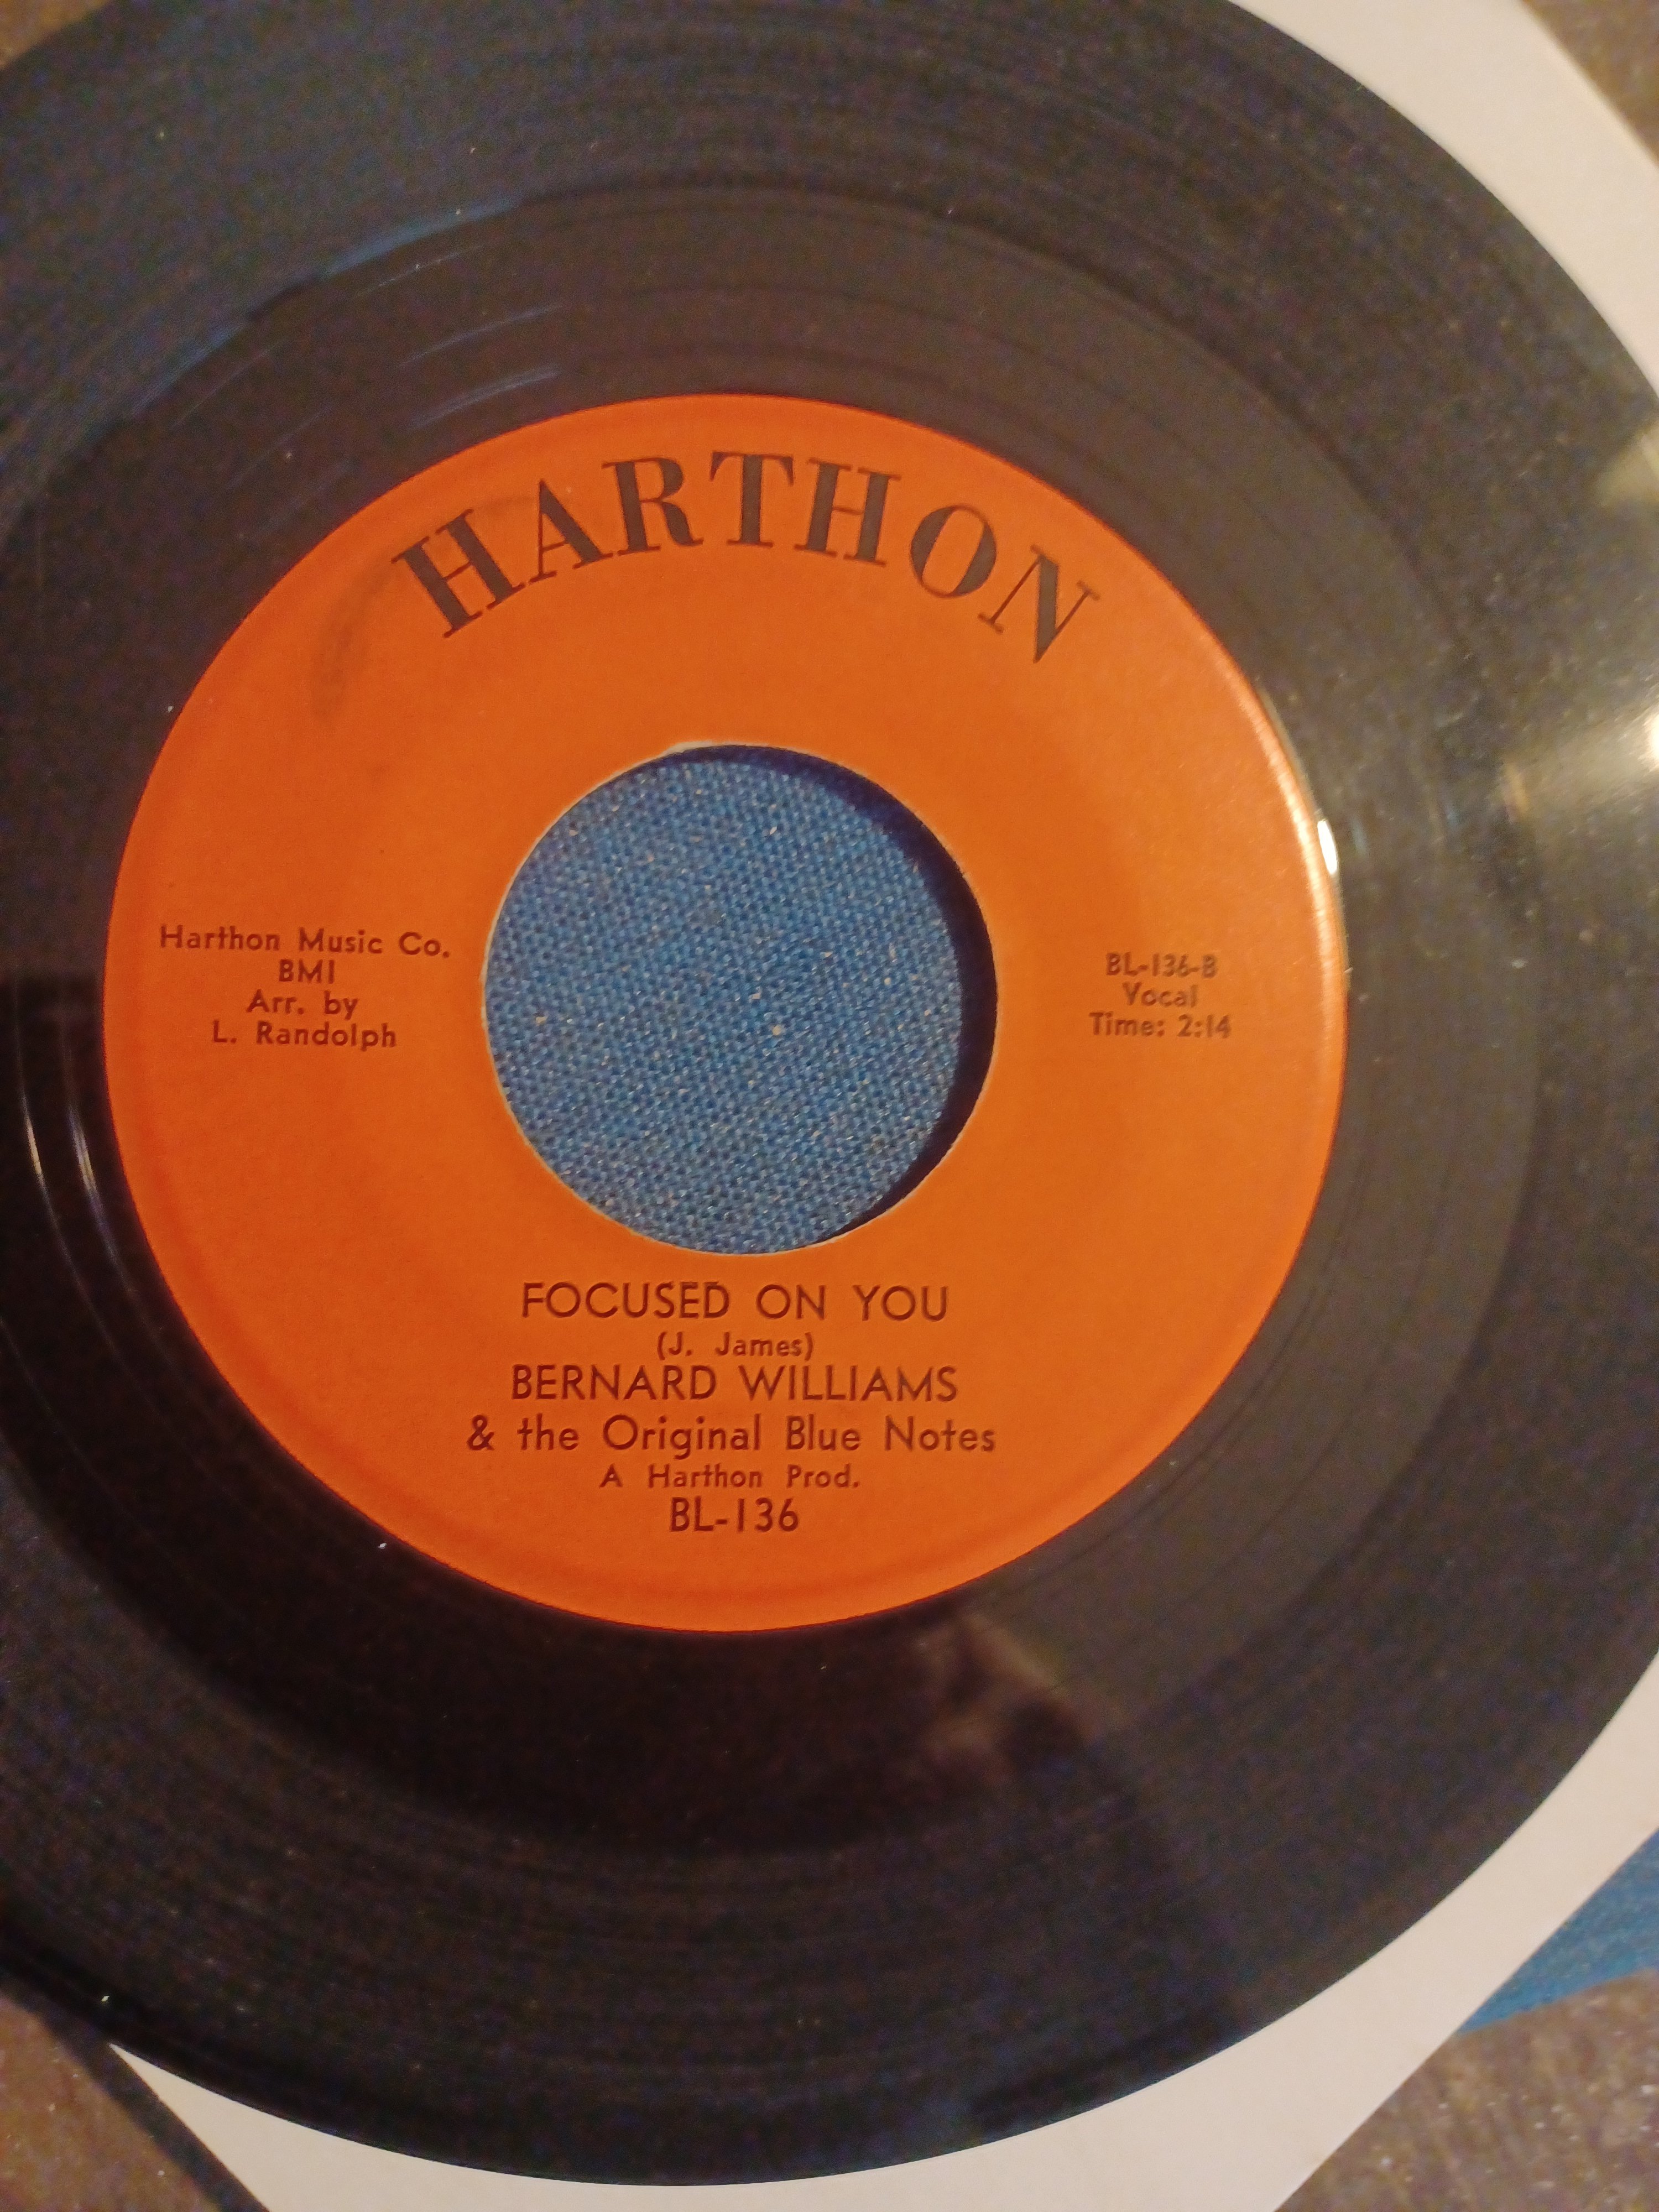 HARTHON
Harthon Music Co.
BMI
Arr. by
L. Randolph
BL-136-B
Vocal
Time: 2:14
FOCUSED ON YOU
(J. James)
BERNARD WILLIAMS
& the Original Blue Notes
A Harthon Prod.
BL-136